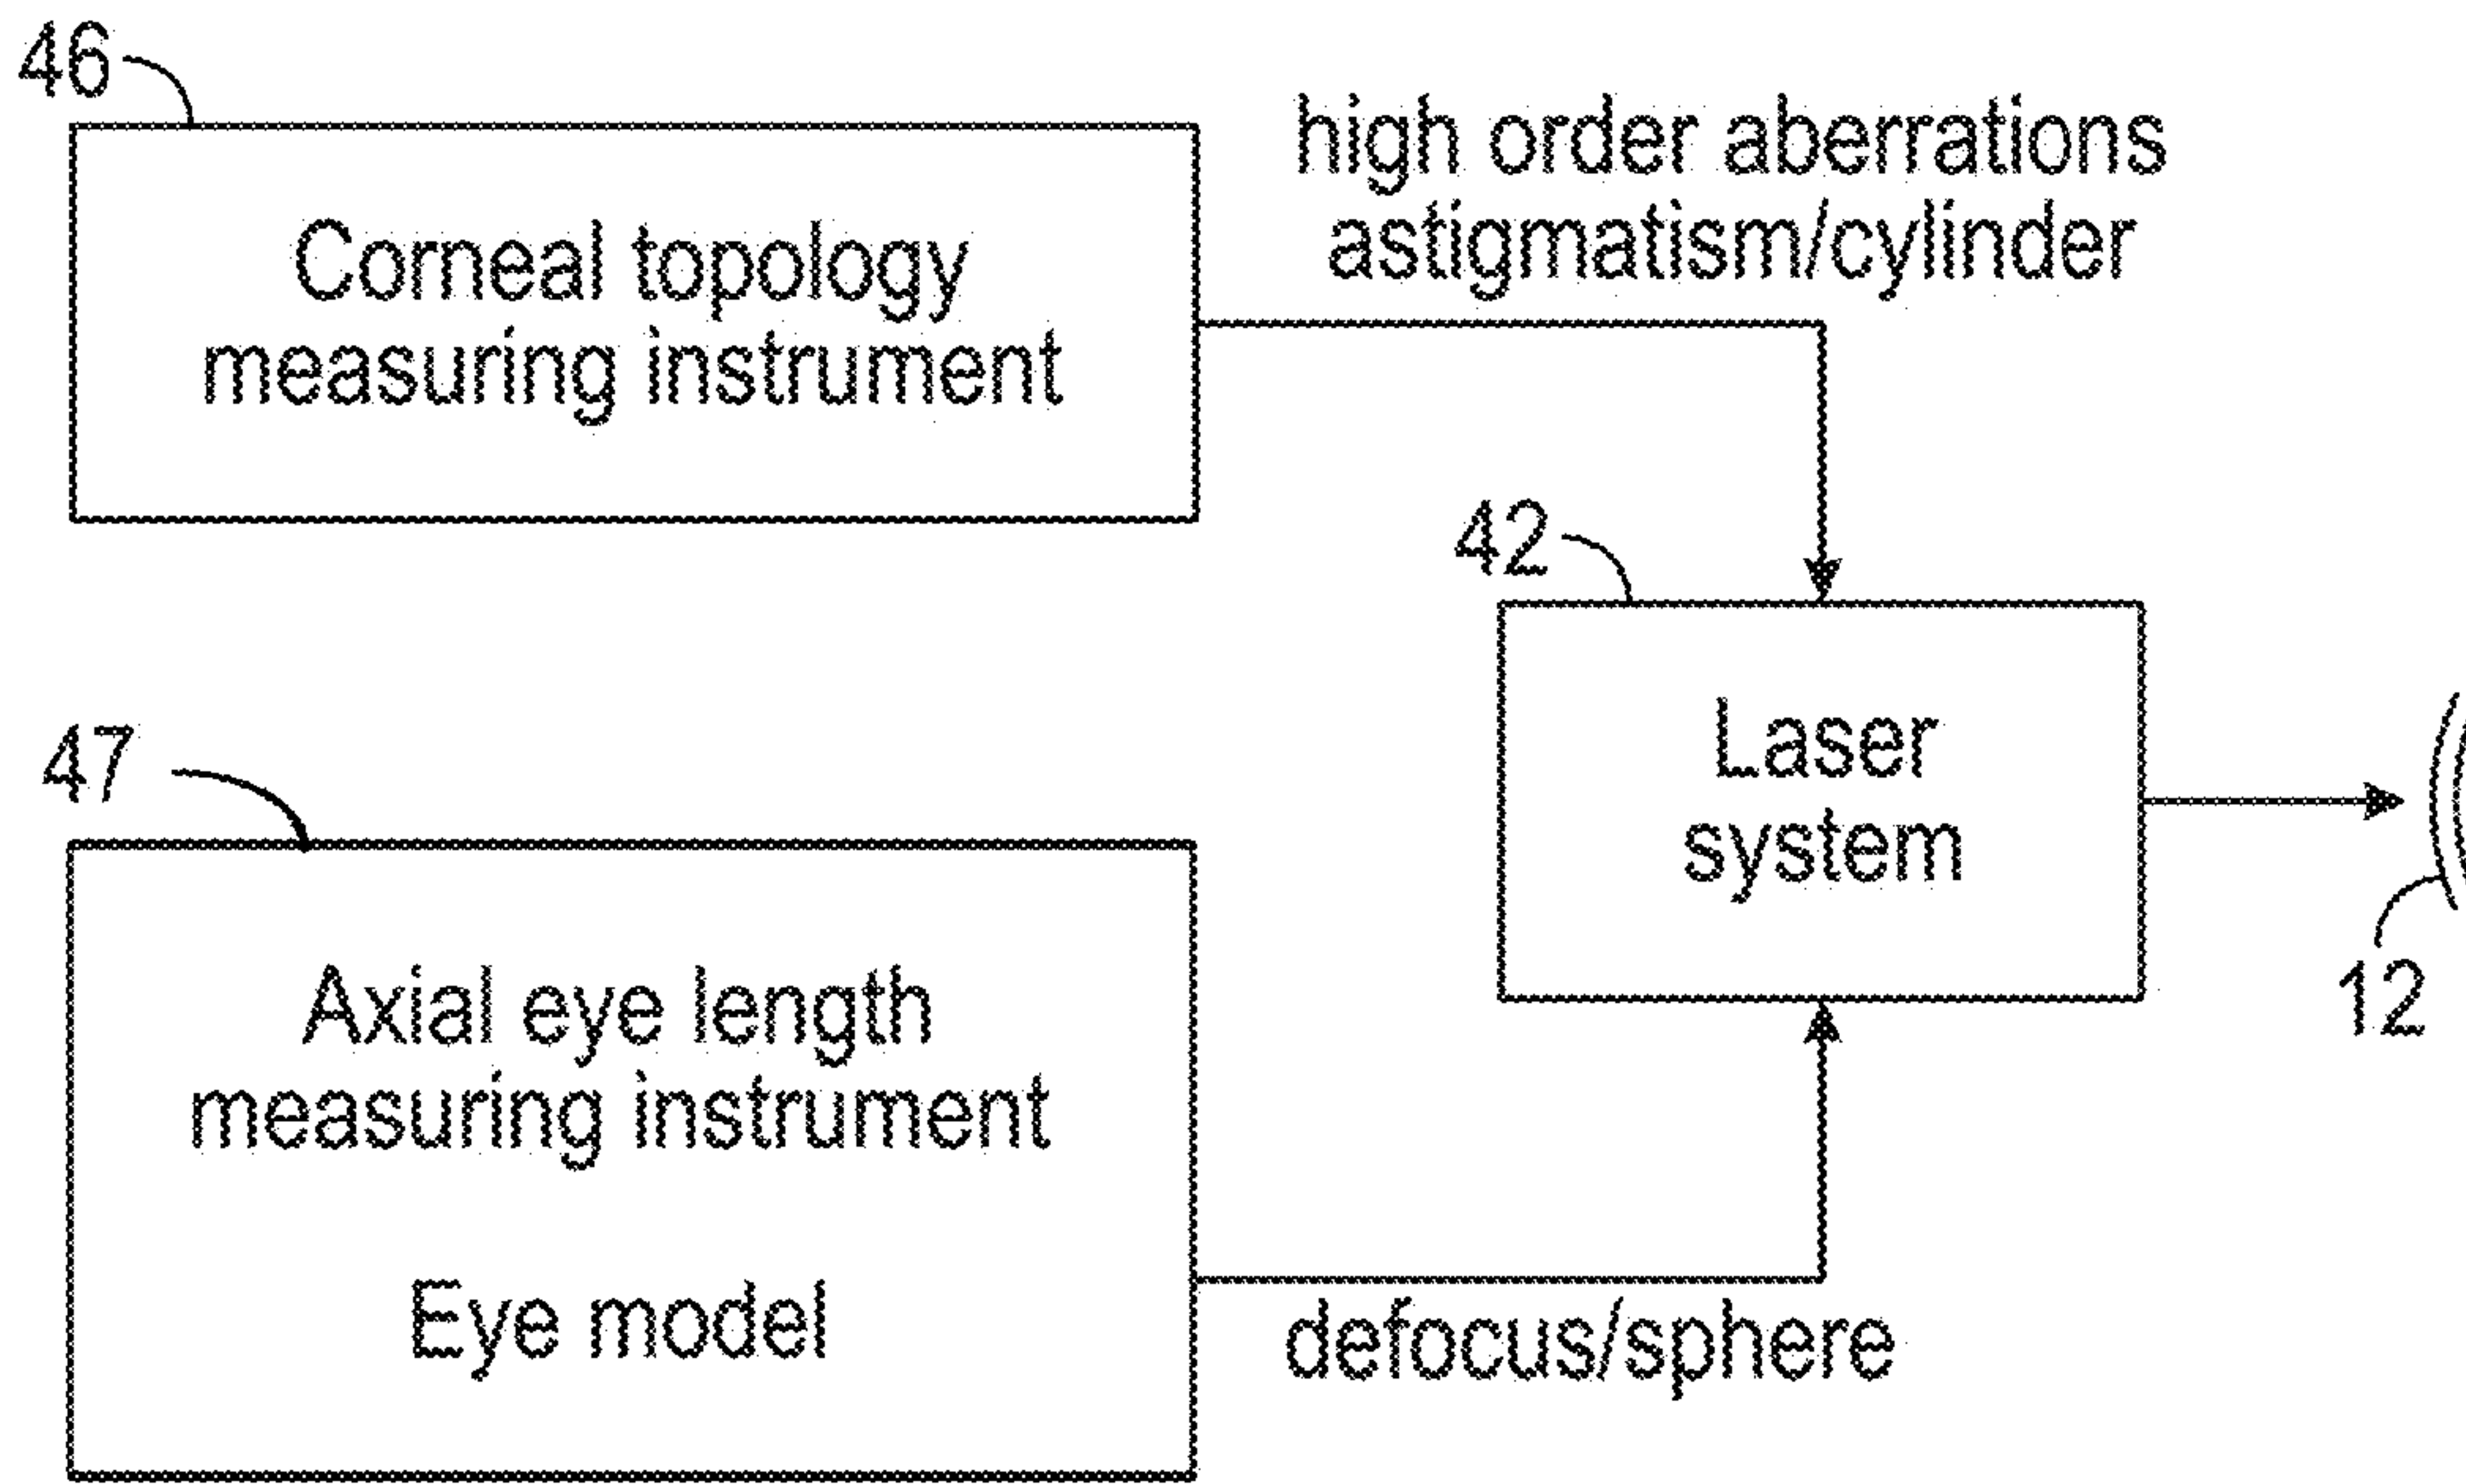 46
high order aberrations
astigmatism/cylinder
Corneal topology
measuring instrument
42
Laser
system
47
12
Axial eye length
measuring instrument
Eye model
defocus/sphere